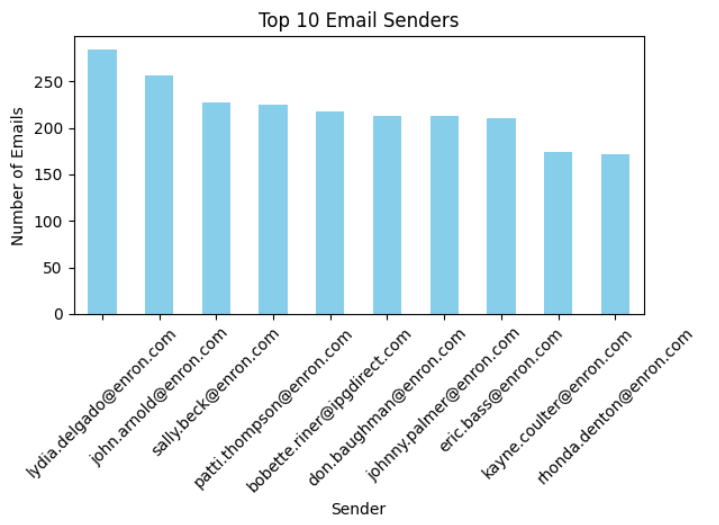 Top 10 Email Senders
Number of Emails
250
200
150
100
50
0
lydia.delgado@enron.com
john.arnold@enron.com
sally.beck@enron.com
patti.thompson@enron.com
bobette.riner@ipgdirect.com
don.baughman@enron.com
johnny.palmer@enron.com
eric.bass@enron.com
kayne.coulter@enron.com
rhonda.denton@enron.com
Sender